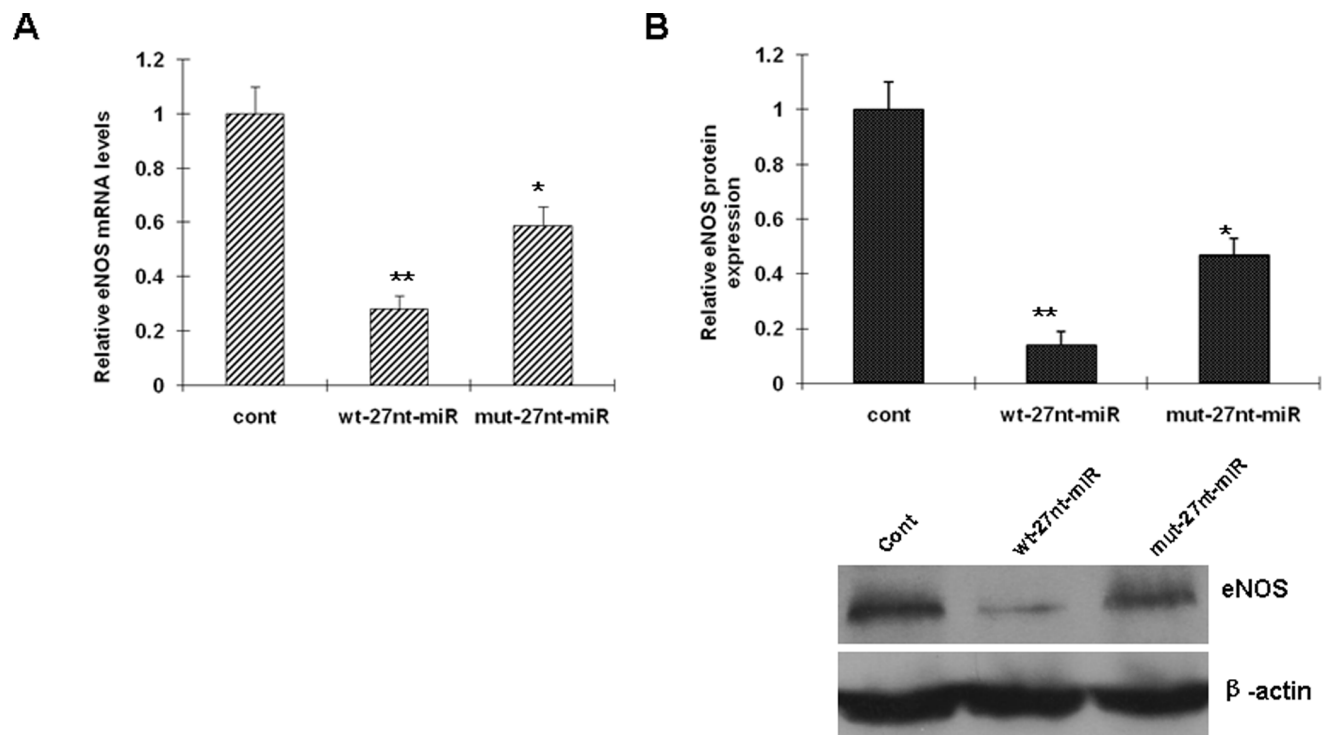 A
Relative eNOS mRNA levels
1.2
1
0.8
0.6
0.4
0.2
0
**
*
cont wt-27nt-miR mut-27nt-miR
B
Relative eNOS protein
expression
1.2
1
0.8
0.6
0.4
0.2
0
**
*
cont wt-27nt-miR mut-27nt-miR
Cont wt-27nt-miR mut-27nt-miR
eNOS
β-actin